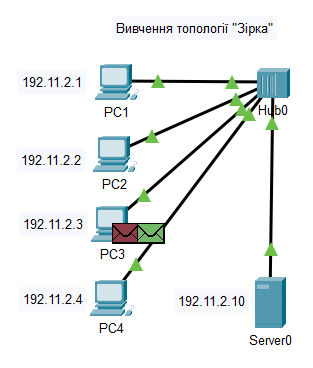 Вивчення топології "Зірка"
192.11.2.1
PC1
Hub0
192.11.2.2
PC2
192.11.2.3
PC3
192.11.2.4
PC4
192.11.2.10
Server0